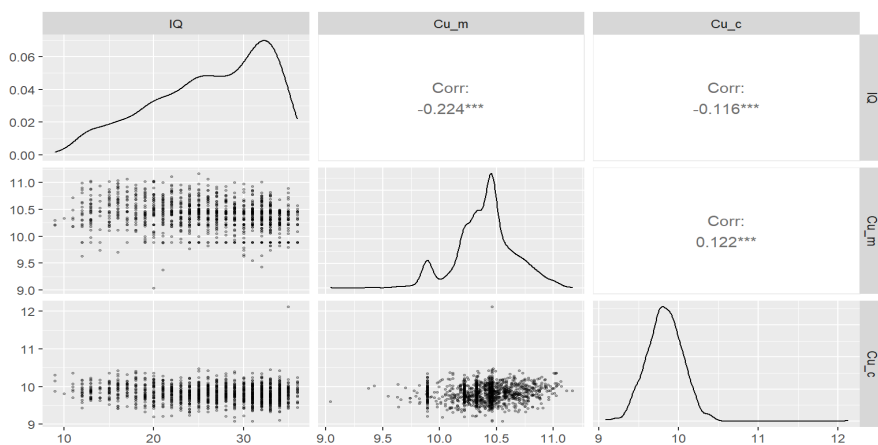 IQ Cu_m Cu_c
0.06
0.04
0.02
0.00
Corr:
-0.224***
Corr:
-0.116***
IQ
11.0
10.5
10.0
9.5
9.0
Corr:
0.122***
Cu_m
12
11
10
9
Cu_c
10 20 30 9.0 9.5 10.0 10.5 11.0 9 10 11 12